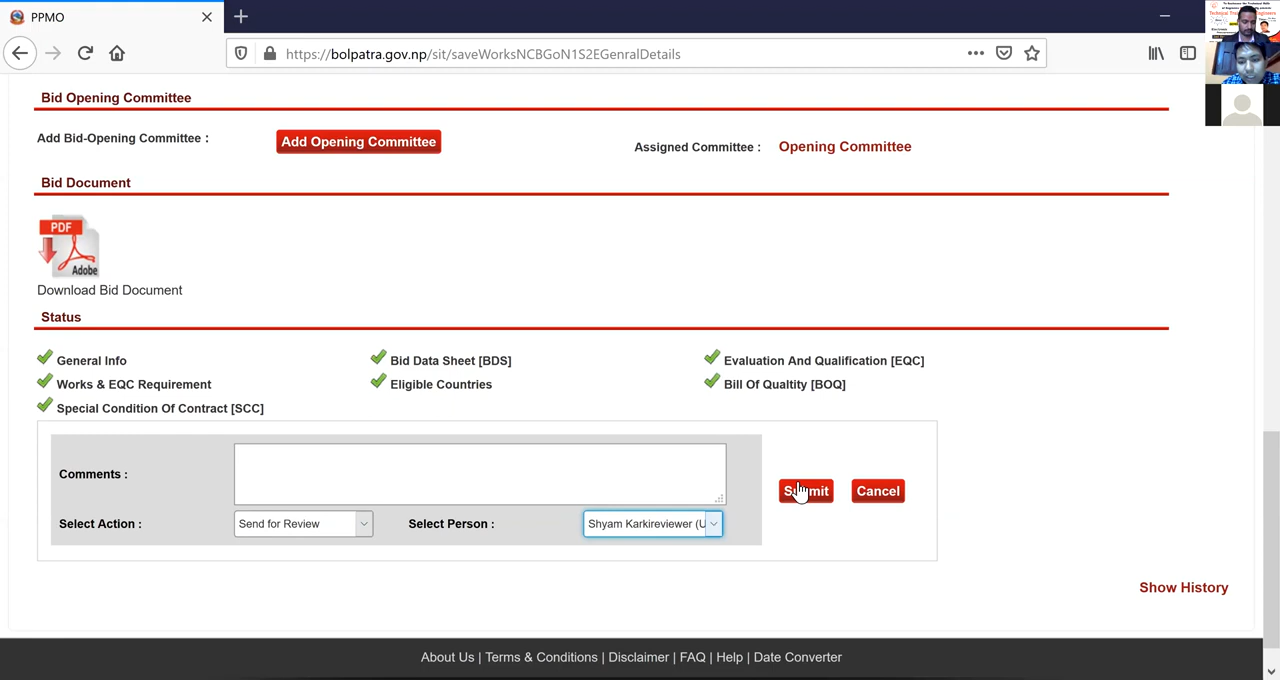 PPMO
https://bolpatra.gov.np/sit/saveWorksNCBGoN1S2EGenralDetails
Bid Opening Committee
Add Bid-Opening Committee :
Add Opening Committee
Assigned Committee :
Opening Committee
Bid Document
PDF
Adobe
Download Bid Document
Status
General Info
Bid Data Sheet [BDS]
Evaluation And Qualification [EQC]
Works & EQC Requirement
Eligible Countries
Bill Of Qualtity [BOQ]
Special Condition Of Contract [SCC]
Comments :
Submit
Cancel
Select Action :
Send for Review
Select Person :
Shyam Karkireviewer (U
Show History
About Us | Terms & Conditions | Disclaimer | FAQ | Help | Date Converter